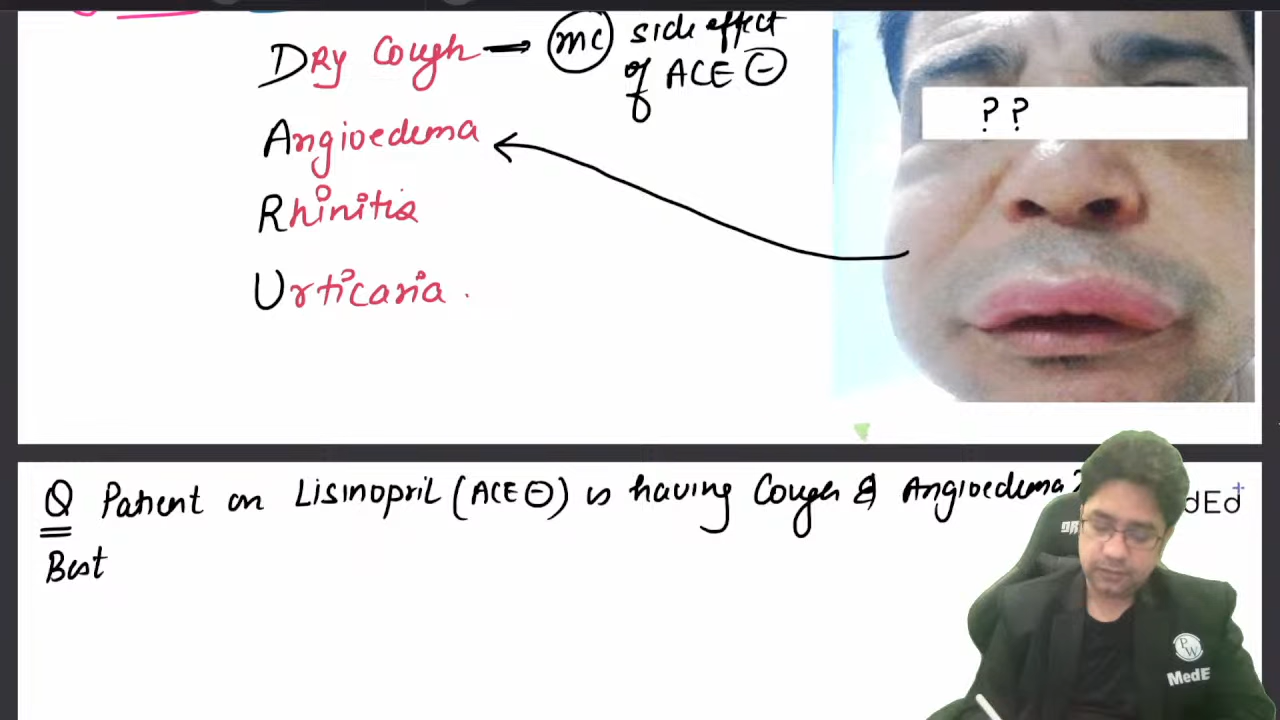 DRY Cough → mc side effect
of ACE ⊖
Angioedema
Rhinitis
Urticaria .
??
Q Patient on Lisinopril (ACE ⊖) is having Cough & Angioedema?
Best
dEd
PW
MedE